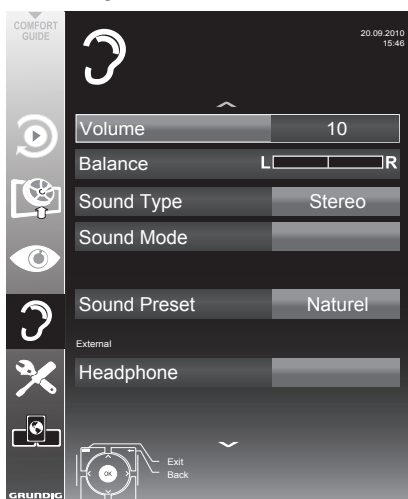 COMFORT
GUIDE
20.09.2010
15:46
Volume 10
Balance L R
Sound Type Stereo
Sound Mode
Sound Preset Naturel
External
Headphone
OK
Exit
Back
GRUNDIG